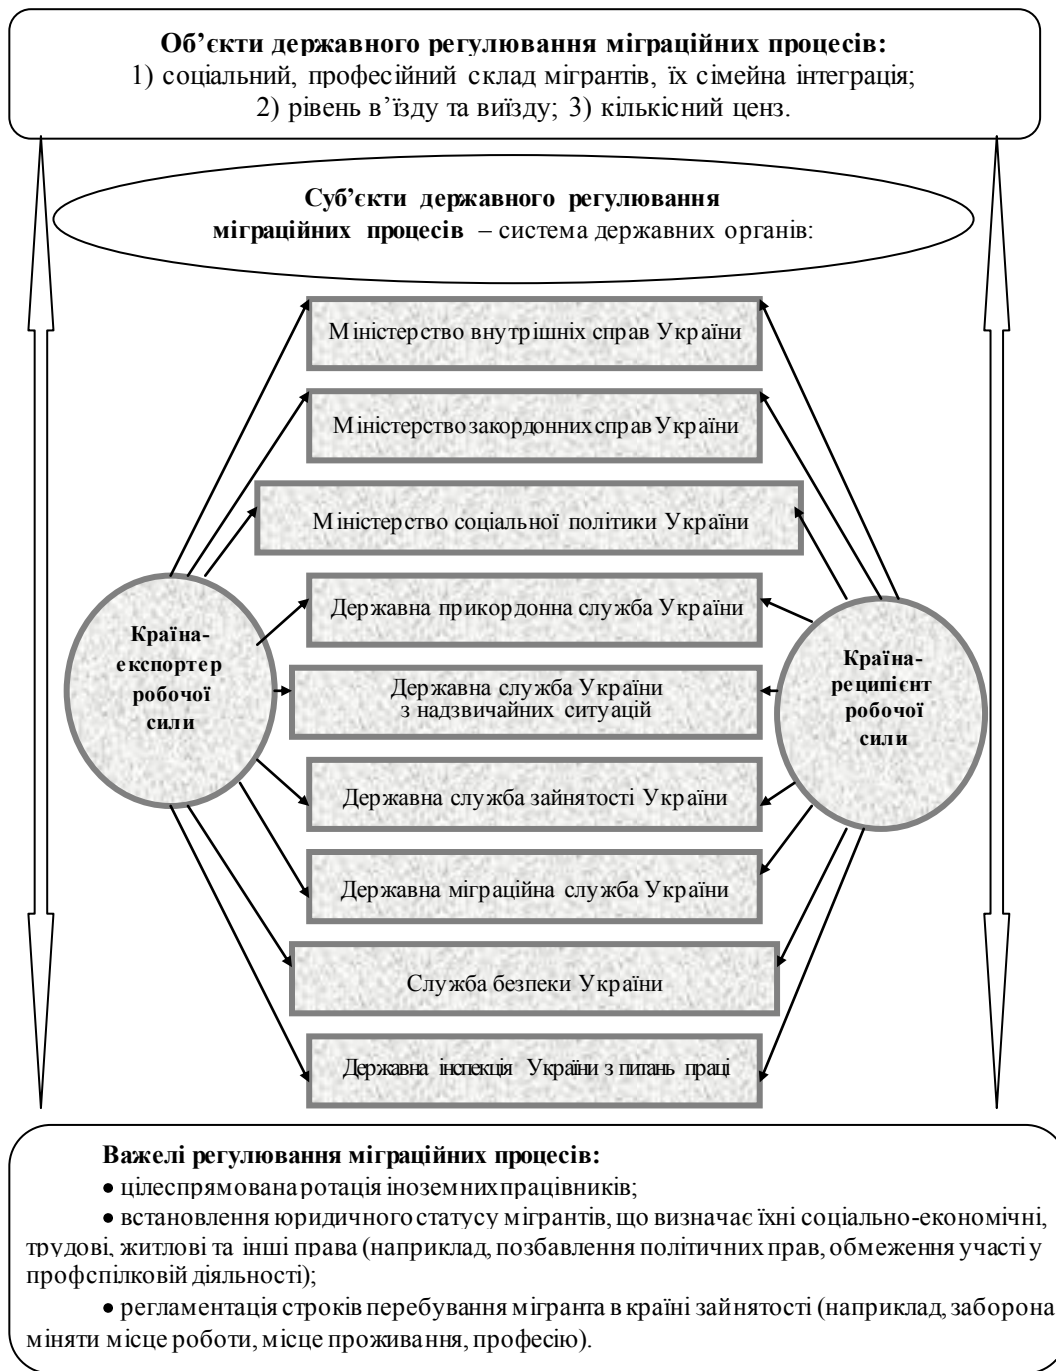 Об’єкти державного регулювання міграційних процесів:
1) соціальний, професійний склад мігрантів, їх сімейна інтеграція;
2) рівень в’їзду та виїзду; 3) кількісний ценз.
Суб’єкти державного регулювання
міграційних процесів – система державних органів:
Міністерство внутрішніх справ України
Міністерство закордонних справ України
Міністерство соціальної політики України
Державна прикордонна служба України
Країна-
експортер
робочої
сили
Державна служба України
з надзвичайних ситуацій
Країна-
реципієнт
робочої
сили
Державна служба зайнятості України
Державна міграційна служба України
Служба безпеки України
Державна інспекція України з питань праці
Важелі регулювання міграційних процесів:
• цілеспрямована ротація іноземних працівників;
• встановлення юридичного статусу мігрантів, що визначає їхні соціально-економічні,
трудові, житлові та інші права (наприклад, позбавлення політичних прав, обмеження участі у
профспілковій діяльності);
• регламентація строків перебування мігранта в країні зайнятості (наприклад, заборона
міняти місце роботи, місце проживання, професію).